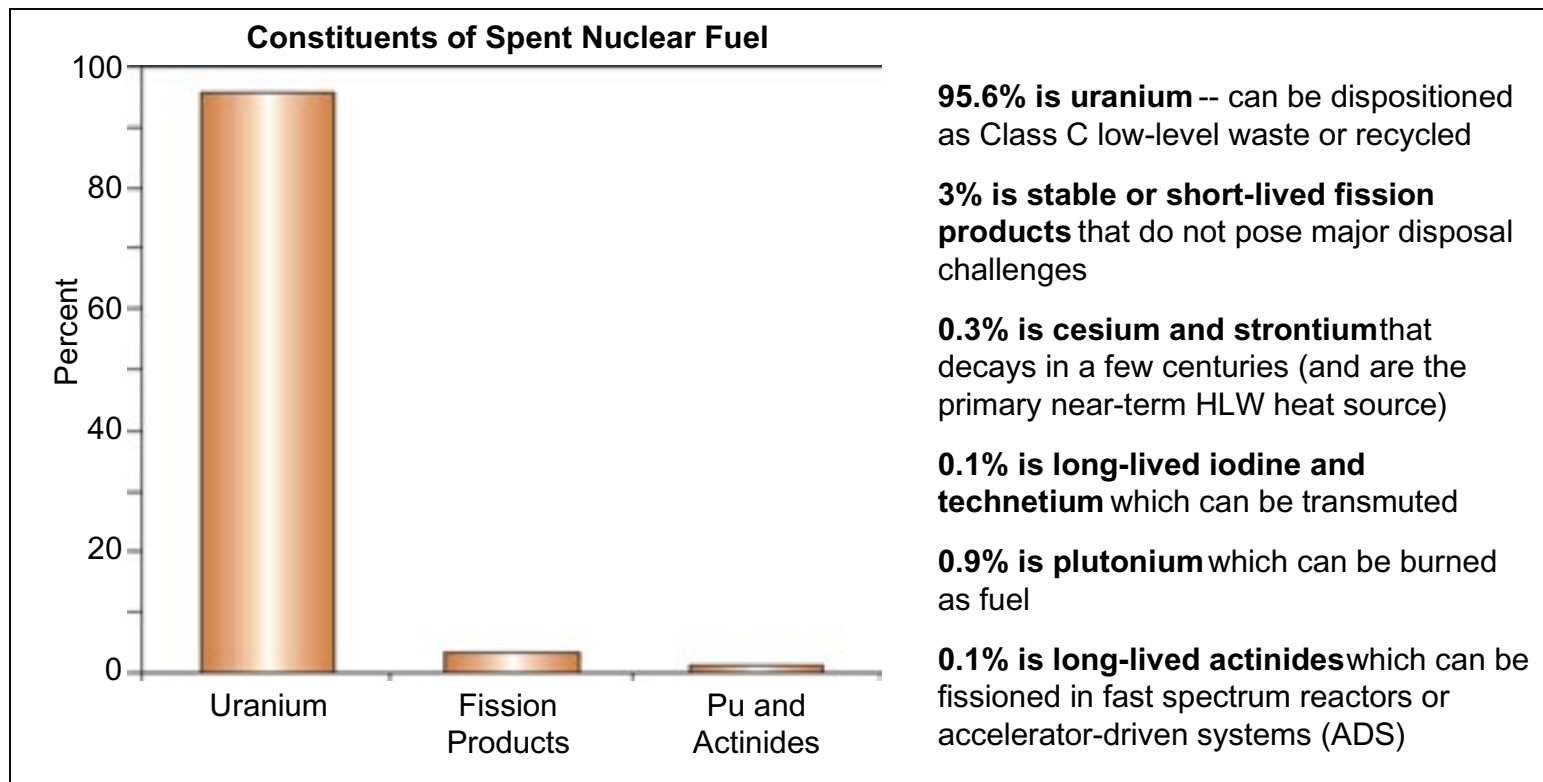 Constituents of Spent Nuclear Fuel
100
80
60
40
20
0
Percent
Uranium
Fission
Products
Pu and
Actinides
95.6% is uranium -- can be dispositioned
as Class C low-level waste or recycled
3% is stable or short-lived fission
products that do not pose major disposal
challenges
0.3% is cesium and strontiumthat
decays in a few centuries (and are the
primary near-term HLW heat source)
0.1% is long-lived iodine and
technetium which can be transmuted
0.9% is plutonium which can be burned
as fuel
0.1% is long-lived actinideswhich can be
fissioned in fast spectrum reactors or
accelerator-driven systems (ADS)